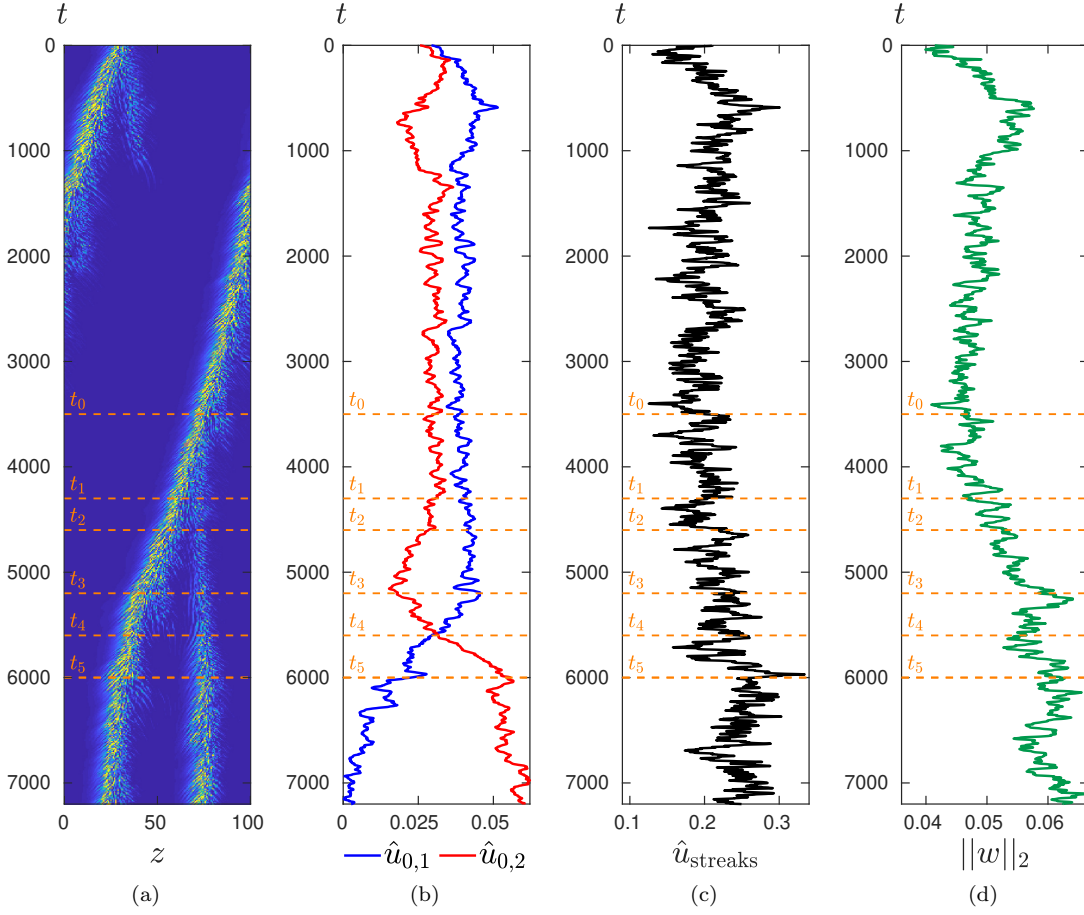 t t t t
0 0 0 0
1000 1000 1000 1000
2000 2000 2000 2000
3000 3000 3000 3000
t0 t0 t0 t0
4000 4000 4000 4000
t1 t1 t1 t1
t2 t2 t2 t2
5000 5000 5000 5000
t3 t3 t3 t3
t4 t4 t4 t4
t5 t5 t5 t5
6000 6000 6000 6000
7000 7000 7000 7000
0 50 100 0 0.025 0.05 0.1 0.2 0.3 0.04 0.05 0.06
z û0,1 û0,2 ûstreaks ||w||2
(a) (b) (c) (d)